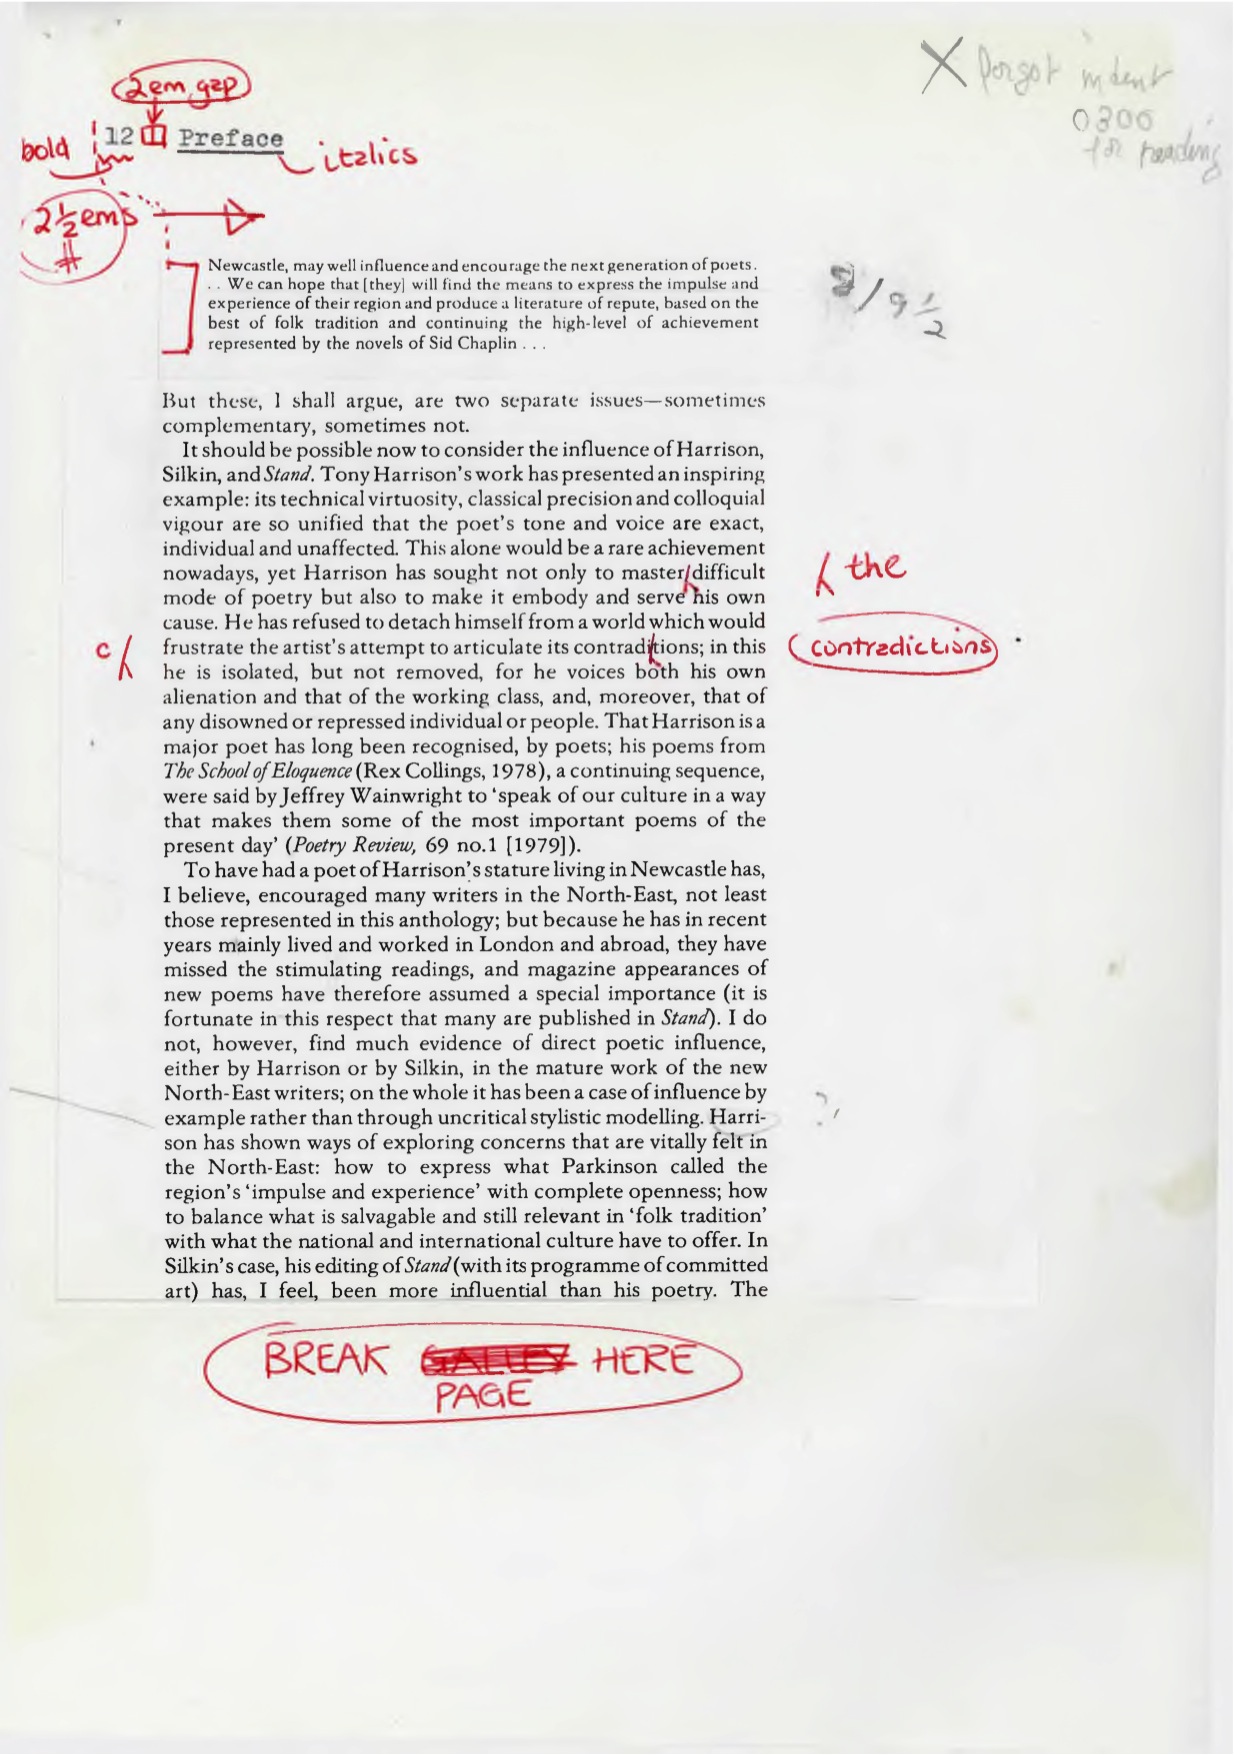 2 em gap
X forgot indent
0300
for heading
bold 12 Preface italics
2½ ems
#
Newcastle, may well influence and encourage the next generation of poets.
. . We can hope that [they] will find the means to express the impulse and
experience of their region and produce a literature of repute, based on the
best of folk tradition and continuing the high-level of achievement
represented by the novels of Sid Chaplin . . .
8/9½
But these, I shall argue, are two separate issues—sometimes
complementary, sometimes not.
It should be possible now to consider the influence of Harrison,
Silkin, and Stand. Tony Harrison's work has presented an inspiring
example: its technical virtuosity, classical precision and colloquial
vigour are so unified that the poet's tone and voice are exact,
individual and unaffected. This alone would be a rare achievement
nowadays, yet Harrison has sought not only to master difficult
the
mode of poetry but also to make it embody and serve his own
cause. He has refused to detach himself from a world which would
c frustrate the artist's attempt to articulate its contraditions; in this
contradictions
he is isolated, but not removed, for he voices both his own
alienation and that of the working class, and, moreover, that of
any disowned or repressed individual or people. That Harrison is a
major poet has long been recognised, by poets; his poems from
The School of Eloquence (Rex Collings, 1978), a continuing sequence,
were said by Jeffrey Wainwright to 'speak of our culture in a way
that makes them some of the most important poems of the
present day' (Poetry Review, 69 no.1 [1979]).
To have had a poet of Harrison's stature living in Newcastle has,
I believe, encouraged many writers in the North-East, not least
those represented in this anthology; but because he has in recent
years mainly lived and worked in London and abroad, they have
missed the stimulating readings, and magazine appearances of
new poems have therefore assumed a special importance (it is
fortunate in this respect that many are published in Stand). I do
not, however, find much evidence of direct poetic influence,
either by Harrison or by Silkin, in the mature work of the new
North-East writers; on the whole it has been a case of influence by
example rather than through uncritical stylistic modelling. Harri-
?
son has shown ways of exploring concerns that are vitally felt in
the North-East: how to express what Parkinson called the
region's 'impulse and experience' with complete openness; how
to balance what is salvagable and still relevant in 'folk tradition'
with what the national and international culture have to offer. In
Silkin's case, his editing of Stand (with its programme of committed
art) has, I feel, been more influential than his poetry. The
BREAK GALLEY HERE
PAGE